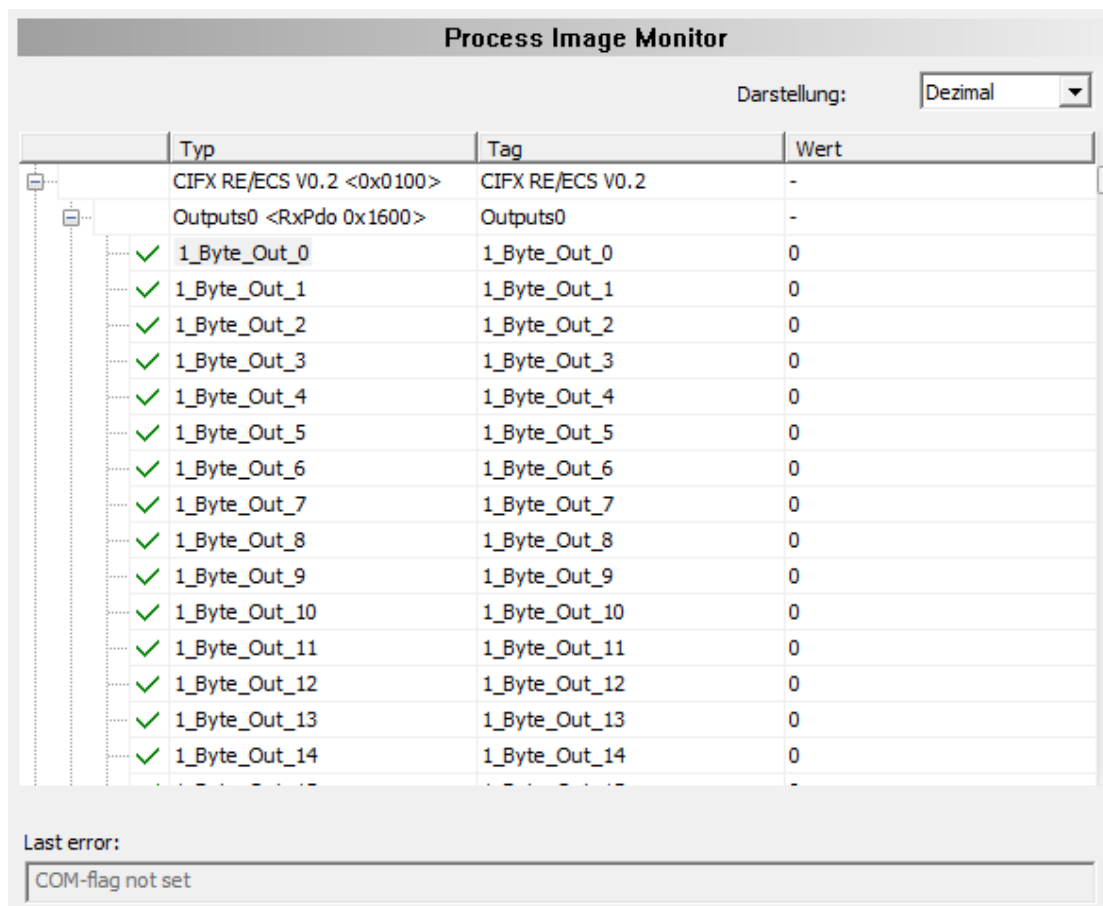 Process Image Monitor
Darstellung: Dezimal
Typ Tag Wert
CIFX RE/ECS V0.2 <0x0100> CIFX RE/ECS V0.2 -
Outputs0 <RxPdo 0x1600> Outputs0 -
1_Byte_Out_0 1_Byte_Out_0 0
1_Byte_Out_1 1_Byte_Out_1 0
1_Byte_Out_2 1_Byte_Out_2 0
1_Byte_Out_3 1_Byte_Out_3 0
1_Byte_Out_4 1_Byte_Out_4 0
1_Byte_Out_5 1_Byte_Out_5 0
1_Byte_Out_6 1_Byte_Out_6 0
1_Byte_Out_7 1_Byte_Out_7 0
1_Byte_Out_8 1_Byte_Out_8 0
1_Byte_Out_9 1_Byte_Out_9 0
1_Byte_Out_10 1_Byte_Out_10 0
1_Byte_Out_11 1_Byte_Out_11 0
1_Byte_Out_12 1_Byte_Out_12 0
1_Byte_Out_13 1_Byte_Out_13 0
1_Byte_Out_14 1_Byte_Out_14 0
Last error:
COM-flag not set